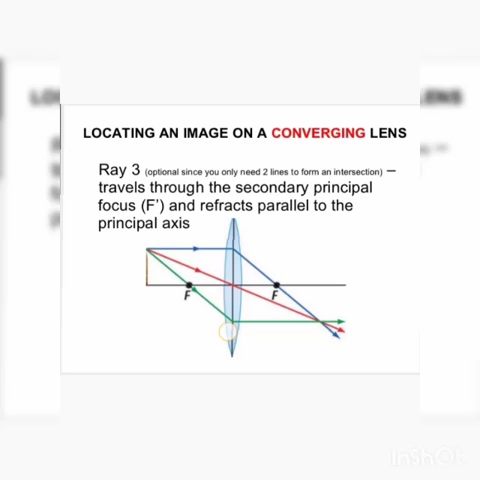 LOCATING AN IMAGE ON A CONVERGING LENS
Ray 3 (optional since you only need 2 lines to form an intersection) –
travels through the secondary principal
focus (F') and refracts parallel to the
principal axis
F'
F
InShOt